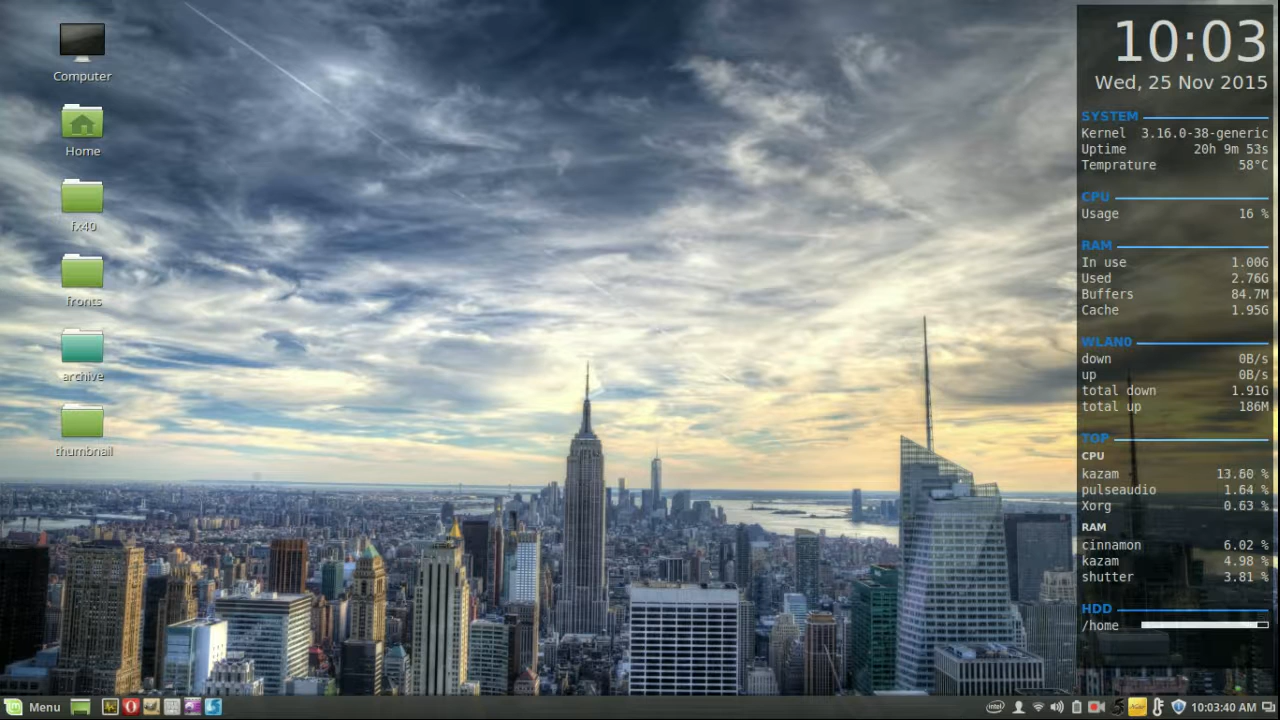 Computer
Home
fx40
fronts
archive
thumbnail
10:03
Wed, 25 Nov 2015
SYSTEM
Kernel 3.16.0-38-generic
Uptime 20h 9m 53s
Temprature 58°C
CPU
Usage 16 %
RAM
In use 1.00G
Used 2.76G
Buffers 84.7M
Cache 1.95G
WLAN0
down 0B/s
up 0B/s
total down 1.91G
total up 186M
TOP
CPU
kazam 13.60 %
pulseaudio 1.64 %
Xorg 0.63 %
RAM
cinnamon 6.02 %
kazam 4.98 %
shutter 3.81 %
HDD
/home
Menu
intel
10:03:40 AM